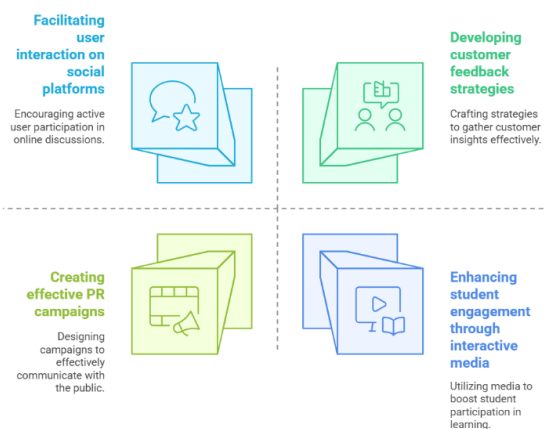 Facilitating
user
interaction on
social
platforms
Encouraging active
user participation in
online discussions.
Developing
customer
feedback
strategies
Crafting strategies
to gather customer
insights effectively.
Creating
effective PR
campaigns
Designing
campaigns to
effectively
communicate with
the public.
Enhancing
student
engagement
through
interactive
media
Utilizing media to
boost student
participation in
learning.